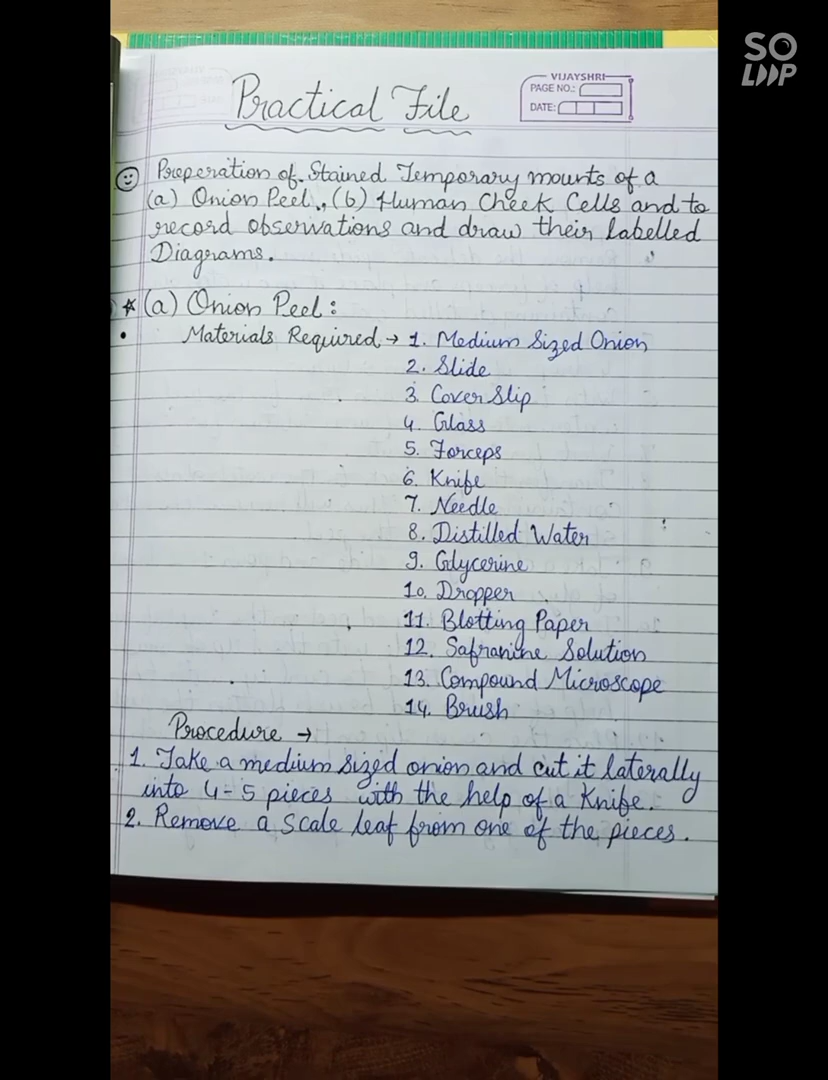 SO
LOOP
Practical File
VIJAYSHRI
PAGE NO.:
DATE:
Preperation of Stained Temporary mounts of a
(a) Onion Peel, (b) Human Cheek Cells and to
record observations and draw their labelled
Diagrams.
(a) Onion Peel:
Materials Required → 1. Medium Sized Onion
2. Slide
3. Cover Slip
4. Glass
5. Forceps
6. Knife
7. Needle
8. Distilled Water
9. Glycerine
10. Dropper
11. Blotting Paper
12. Safranine Solution
13. Compound Microscope
14. Brush
Procedure →
1. Take a medium sized onion and cut it laterally
into 4-5 pieces with the help of a Knife.
2. Remove a scale leaf from one of the pieces.